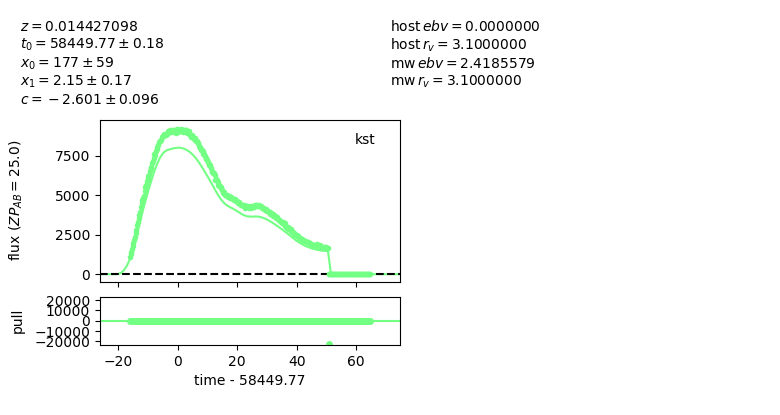 z = 0.014427098
t₀ = 58449.77 ± 0.18
x₀ = 177 ± 59
x₁ = 2.15 ± 0.17
c = −2.601 ± 0.096
host ebv = 0.0000000
host r_v = 3.1000000
mw ebv = 2.4185579
mw r_v = 3.1000000
kst
flux (ZP_AB = 25.0)
7500
5000
2500
0
pull
20000
10000
0
−10000
−20000
−20 0 20 40 60
time - 58449.77